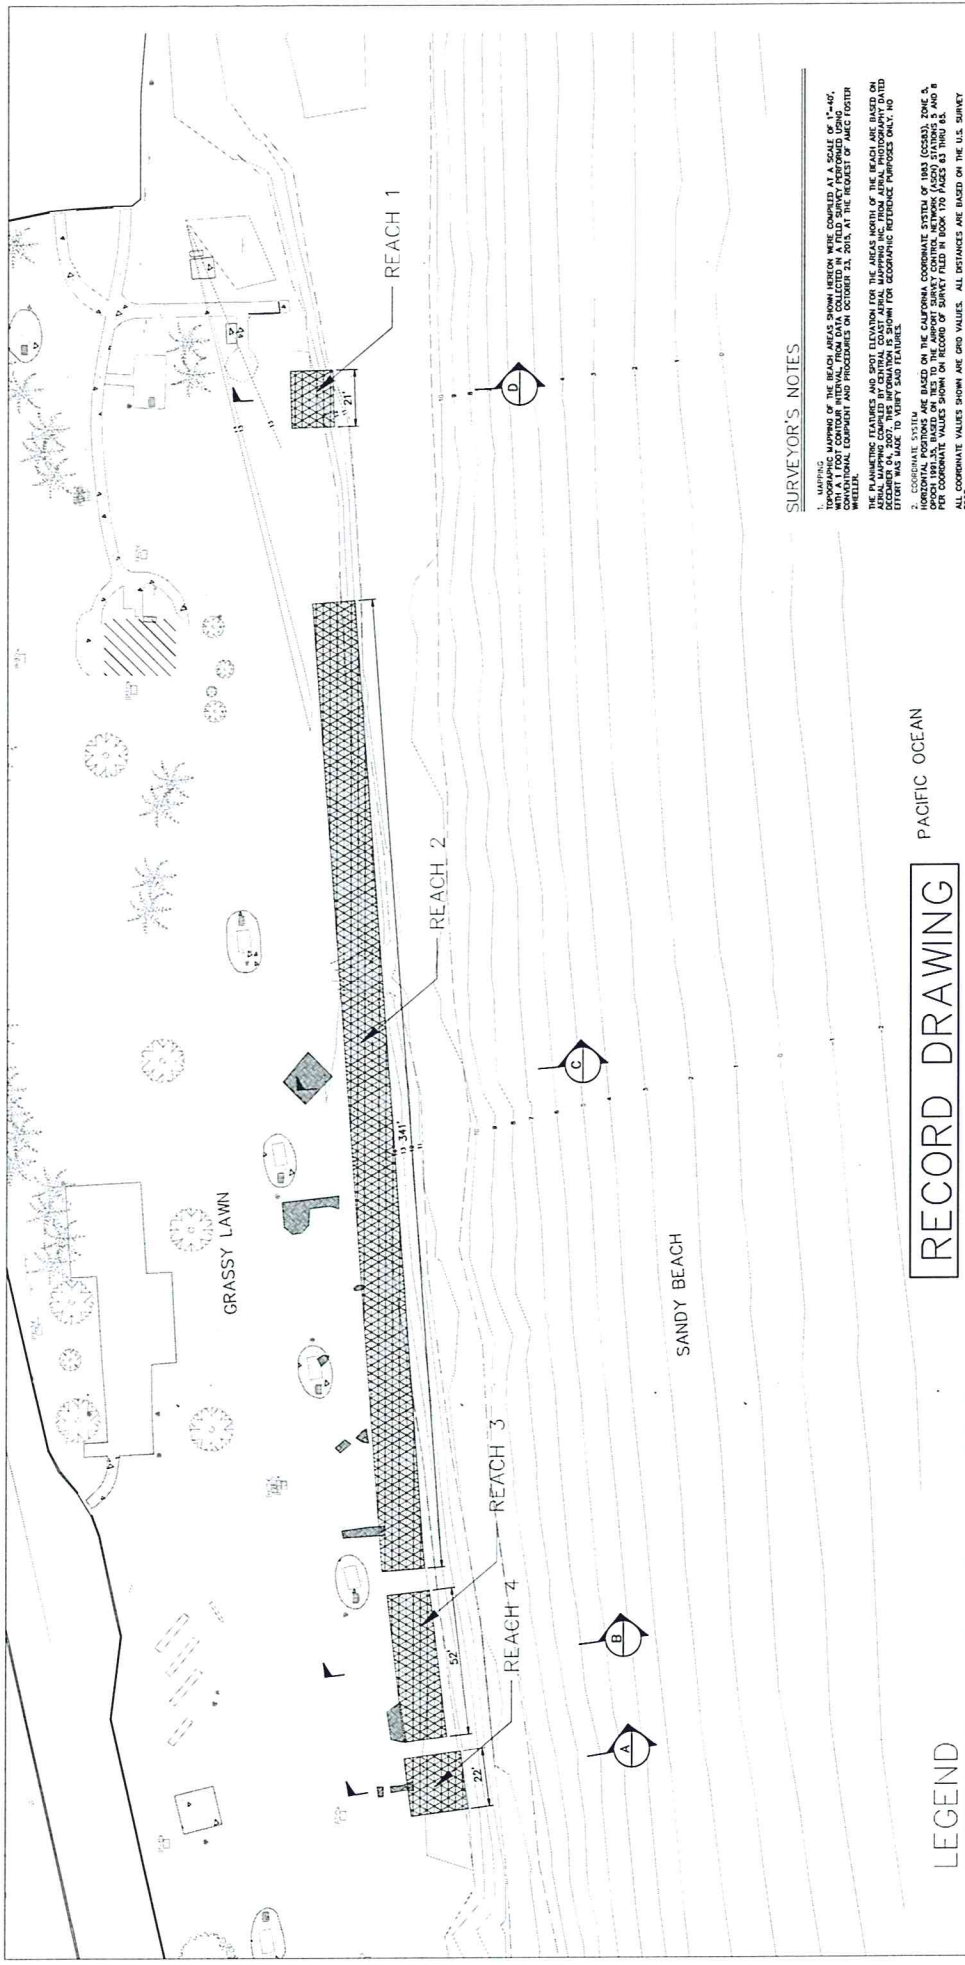 REACH 1
21'
REACH 2
341'
REACH 3
52'
REACH 4
22'
GRASSY LAWN
SANDY BEACH
PACIFIC OCEAN
A
B
C
D
RECORD DRAWING
LEGEND
SURVEYOR'S NOTES
1. MAPPING
TOPOGRAPHIC MAPPING OF THE BEACH AREAS SHOWN HEREON WERE COMPILED AT A SCALE OF 1"=40',
WITH A 1 FOOT CONTOUR INTERVAL, FROM DATA COLLECTED IN A FIELD SURVEY PERFORMED USING
CONVENTIONAL EQUIPMENT AND PROCEDURES ON OCTOBER 23, 2015, AT THE REQUEST OF AMEC FOSTER
WHEELER.
THE PLANIMETRIC FEATURES AND SPOT ELEVATION FOR THE AREAS NORTH OF THE BEACH ARE BASED ON
AERIAL MAPPING COMPILED BY CENTRAL COAST AERIAL MAPPPING INC. FROM AERIAL PHOTOGRAPHY DATED
DECEMBER 04, 2007. THIS INFORMATION IS SHOWN FOR GEOGRAPHIC REFERENCE PURPOSES ONLY. NO
EFFORT WAS MADE TO VERIFY SAID FEATURES.
2. COORDINATE SYSTEM
HORIZONTAL POSITIONS ARE BASED ON THE CALIFORNIA COORDINATE SYSTEM OF 1983 (CCS83), ZONE 5,
EPOCH 1991.35, BASED ON TIES TO THE AIRPORT SURVEY CONTROL NETWORK (ASCN) STATIONS 5 AND 8
PER COORDINATE VALUES SHOWN ON RECORD OF SURVEY FILED IN BOOK 170 PAGES 83 THRU 85.
ALL COORDINATE VALUES SHOWN ARE GRID VALUES. ALL DISTANCES ARE BASED ON THE U.S. SURVEY